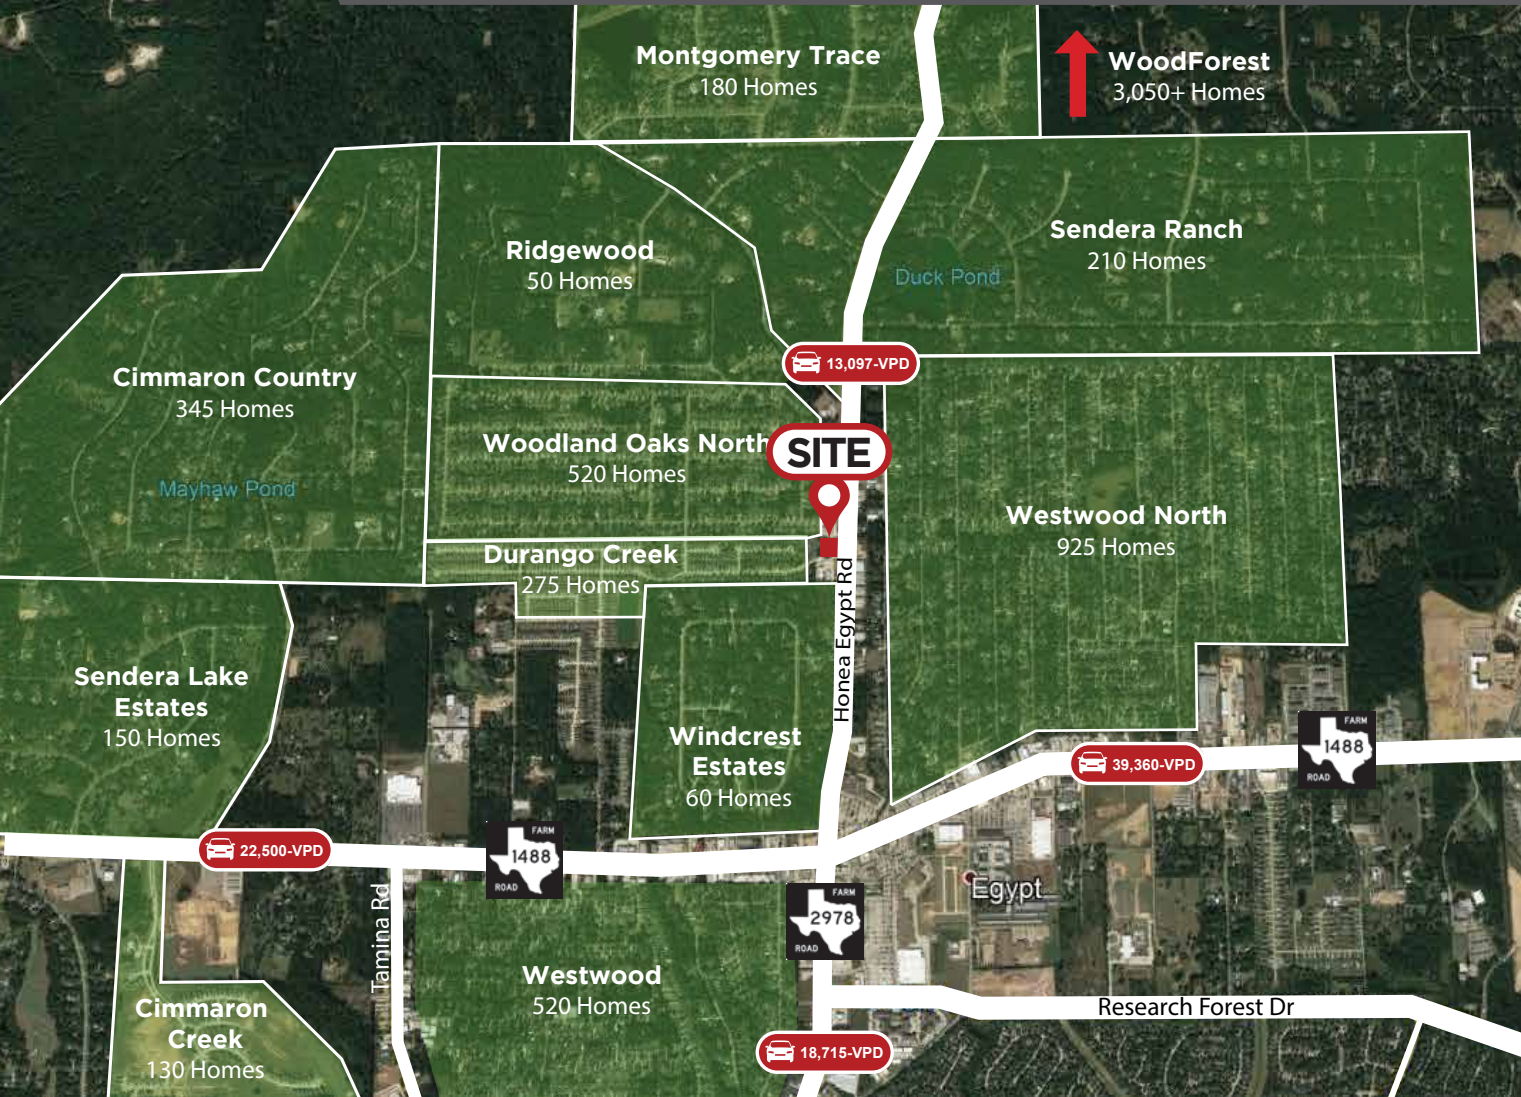 Montgomery Trace
180 Homes
WoodForest
3,050+ Homes
Ridgewood
50 Homes
Sendera Ranch
210 Homes
Duck Pond
13,097-VPD
Cimmaron Country
345 Homes
Woodland Oaks North
520 Homes
SITE
Mayhaw Pond
Westwood North
925 Homes
Durango Creek
275 Homes
Honea Egypt Rd
Sendera Lake
Estates
150 Homes
Windcrest
Estates
60 Homes
39,360-VPD
FARM
1488
ROAD
22,500-VPD
FARM
1488
ROAD
Tamina Rd
FARM
2978
ROAD
Egypt
Westwood
520 Homes
Research Forest Dr
Cimmaron
Creek
130 Homes
18,715-VPD